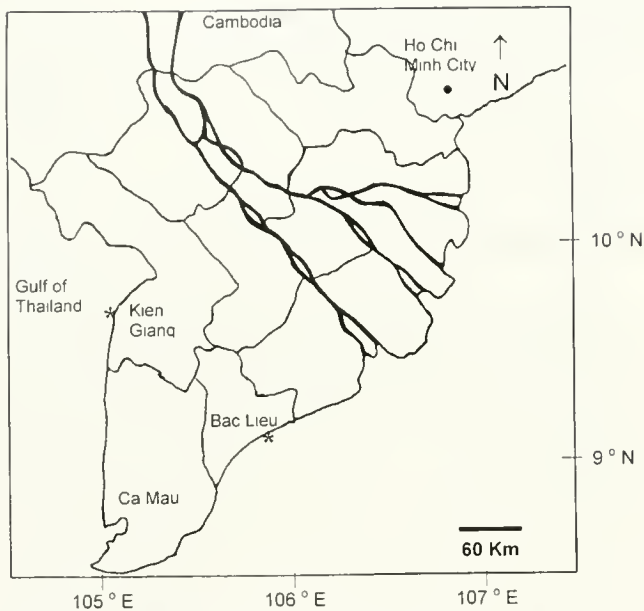 Cambodia
Ho Chi
Minh City
N
10 ° N
Gulf of
Thailand
Kien
Giang
Bac Lieu
9 ° N
Ca Mau
60 Km
105 ° E
106 ° E
107 ° E